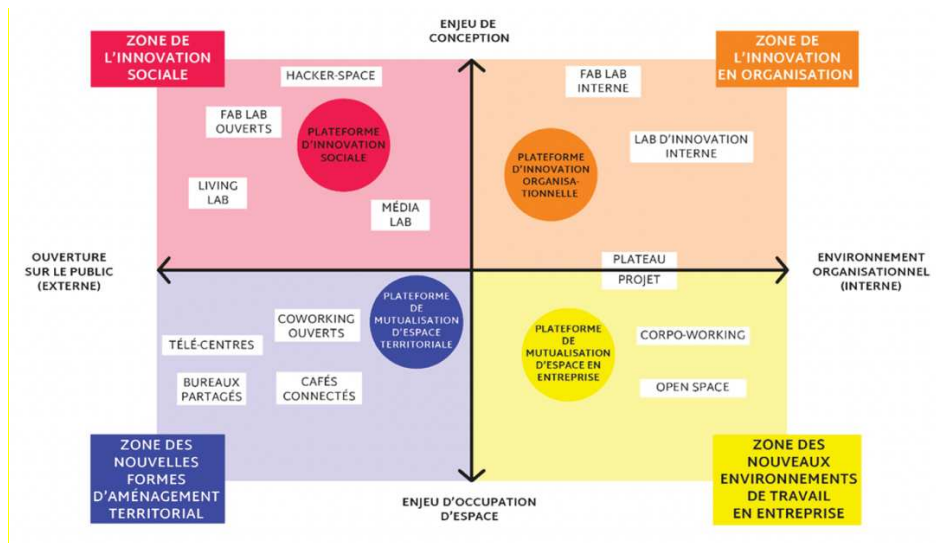 ENJEU DE
CONCEPTION
ZONE DE
L'INNOVATION
SOCIALE
ZONE DE
L'INNOVATION
EN ORGANISATION
HACKER-SPACE
FAB LAB
INTERNE
FAB LAB
OUVERTS
PLATEFORME
D'INNOVATION
SOCIALE
LAB D'INNOVATION
INTERNE
PLATEFORME
D'INNOVATION
ORGANISA-
TIONNELLE
LIVING
LAB
MÉDIA
LAB
OUVERTURE
SUR LE PUBLIC
(EXTERNE)
PLATEAU
PROJET
ENVIRONNEMENT
ORGANISATIONNEL
(INTERNE)
PLATEFORME
DE
MUTUALISATION
D'ESPACE
TERRITORIALE
COWORKING
OUVERTS
TÉLÉ-CENTRES
PLATEFORME
DE
MUTUALISATION
D'ESPACE EN
ENTREPRISE
CORPO-WORKING
BUREAUX
PARTAGÉS
CAFÉS
CONNECTÉS
OPEN SPACE
ZONE DES
NOUVELLES
FORMES
D'AMÉNAGEMENT
TERRITORIAL
ZONE DES
NOUVEAUX
ENVIRONNEMENTS
DE TRAVAIL
EN ENTREPRISE
ENJEU D'OCCUPATION
D'ESPACE